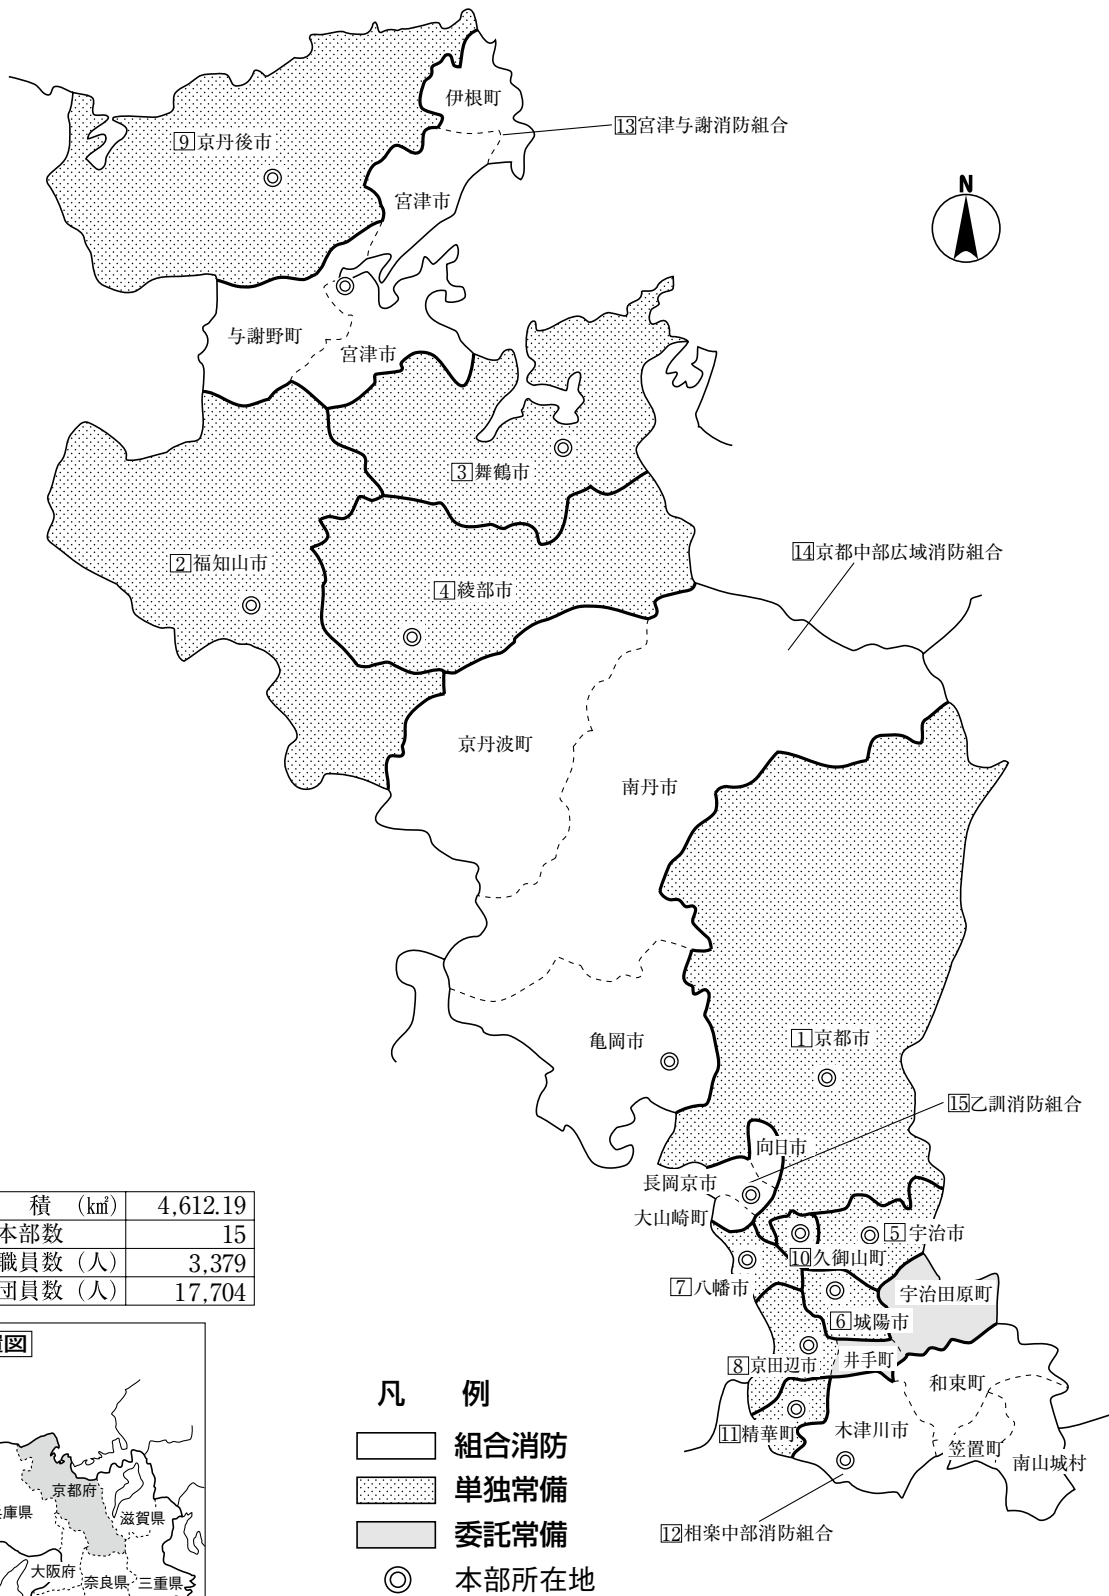 伊根町
13宮津与謝消防組合
9京丹後市
N
宮津市
与謝野町
宮津市
3舞鶴市
14京都中部広域消防組合
2福知山市
4綾部市
京丹波町
南丹市
亀岡市
1京都市
15乙訓消防組合
向日市
長岡京市
大山崎町
5宇治市
10久御山町
7八幡市
宇治田原町
6城陽市
8京田辺市
井手町
和束町
11精華町
木津川市
笠置町
南山城村
12相楽中部消防組合
積 (㎢) 4,612.19
本部数 15
職員数(人) 3,379
団員数(人) 17,704
置図
京都府
兵庫県
滋賀県
大阪府
奈良県
三重県
凡 例
組合消防
単独常備
委託常備
本部所在地